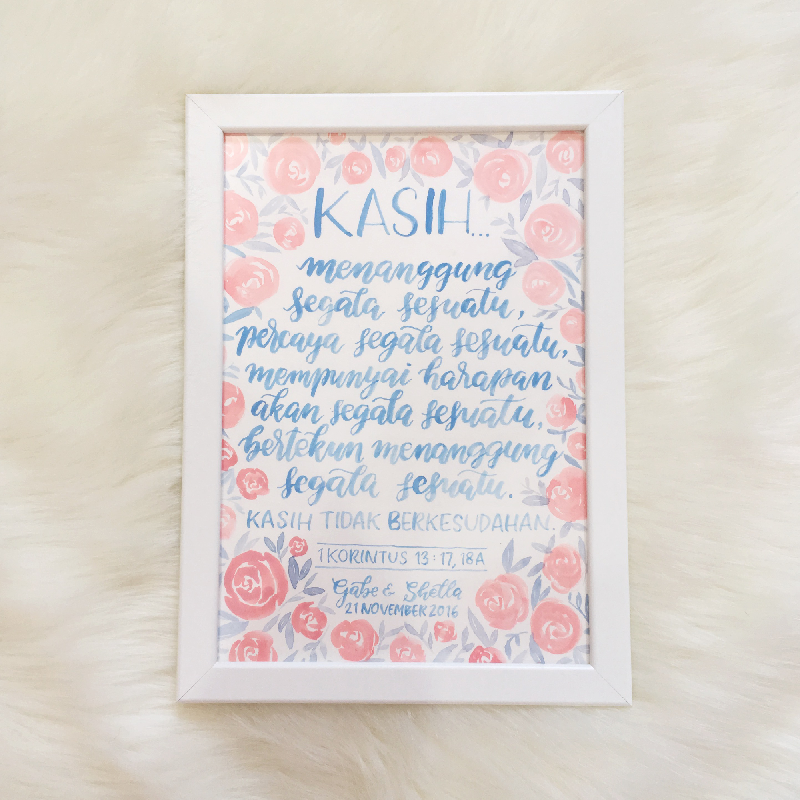 KASIH...
menanggung
segala sesuatu,
percaya segala sesuatu,
mempunyai harapan
akan segala sesuatu,
bertekun menanggung
segala sesuatu.
KASIH TIDAK BERKESUDAHAN.
1 KORINTUS 13:17, 18A
Gabe & Shella
21 NOVEMBER 2016